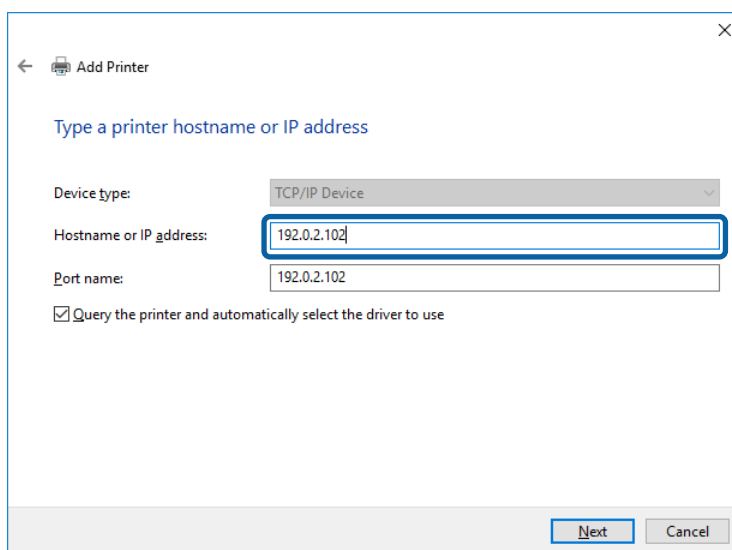 Add Printer
Type a printer hostname or IP address
Device type: TCP/IP Device
Hostname or IP address: 192.0.2.102
Port name: 192.0.2.102
Query the printer and automatically select the driver to use
Next Cancel